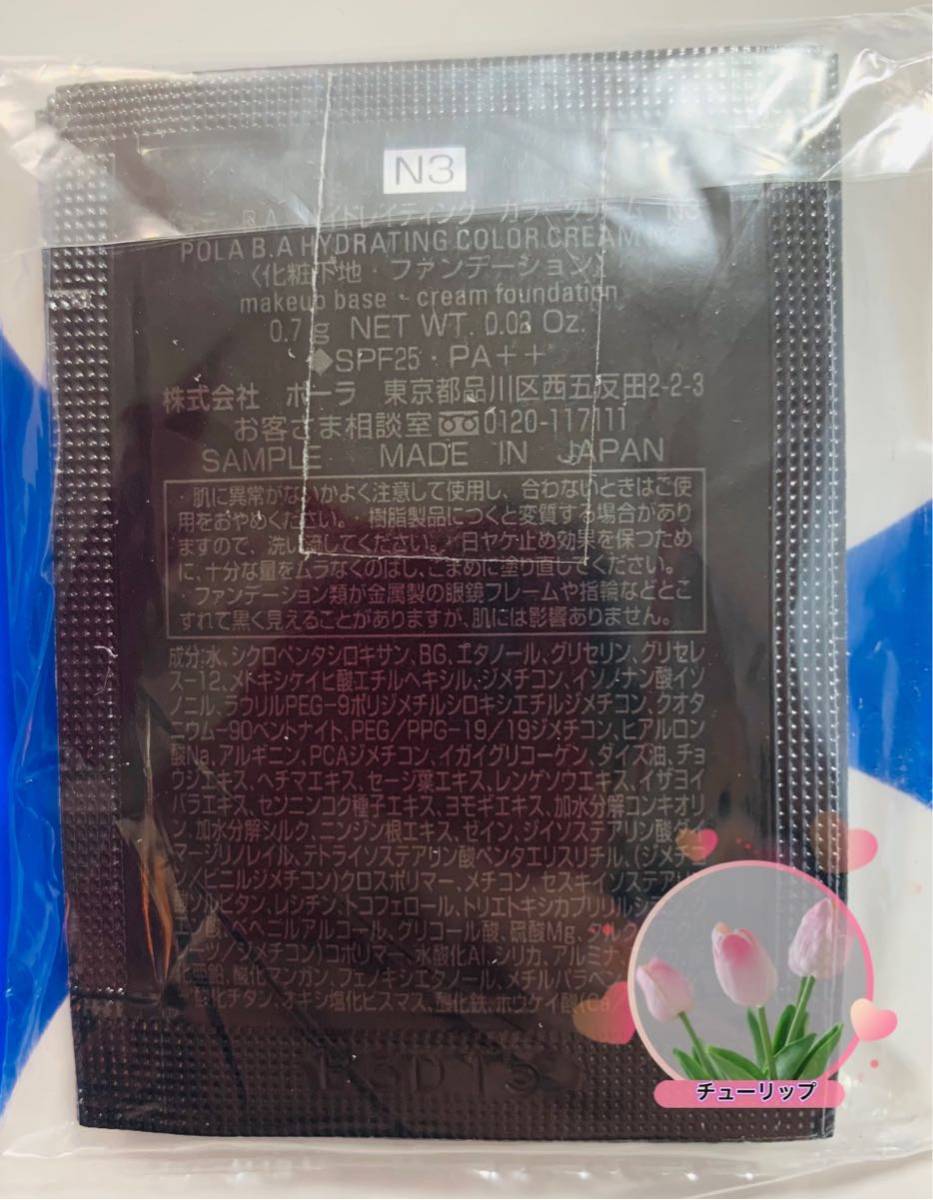 N3
B.A ハイドレイティング カラークリーム N3
POLA B.A HYDRATING COLOR CREAM N3
〈化粧下地・ファンデーション〉
makeup base・cream foundation
0.7 g NET WT. 0.02 Oz.
◆SPF25・PA++
株式会社 ポーラ 東京都品川区西五反田2-2-3
お客さま相談室 0120-117111
SAMPLE MADE IN JAPAN
・肌に異常がないかよく注意して使用し、合わないときはご使
用をおやめください。・樹脂製品につくと変質する場合があり
ますので、洗い流してください。・日ヤケ止め効果を保つため
に、十分な量をムラなくのばし、こまめに塗り直してください。
・ファンデーション類が金属製の眼鏡フレームや指輪などとこ
すれて黒く見えることがありますが、肌には影響ありません。
成分:水、シクロペンタシロキサン、BG、エタノール、グリセリン、グリセレ
ス-12、メトキシケイヒ酸エチルヘキシル、ジメチコン、イソノナン酸イソ
ノニル、ラウリルPEG-9ポリジメチルシロキシエチルジメチコン、クオタ
ニウム-90ベントナイト、PEG/PPG-19/19ジメチコン、ヒアルロン
酸Na、アルギニン、PCAジメチコン、イガイグリコーゲン、ダイズ油、チョ
ウジエキス、ヘチマエキス、セージ葉エキス、レンゲソウエキス、イザヨイ
バラエキス、センニンコク種子エキス、ヨモギエキス、加水分解コンキオリ
ン、加水分解シルク、ニンジン根エキス、セイン、ジイソステアリン酸ダイ
マージリノレイル、テトライソステアリン酸ペンタエリスリチル、(ジメチコ
ン/ビニルジメチコン)クロスポリマー、メチコン、セスキイソステアリン
酸ソルビタン、レシチン、トコフェロール、トリエトキシカプリリルシラン
酸、ベヘニルアルコール、グリコール酸、硫酸Mg、タルク
コポリマー、水酸化Al、シリカ、アルミナ
化亜鉛、酸化マンガン、フェノキシエタノール、メチルパラベン
酸化チタン、オキシ塩化ビスマス、酸化鉄、ホウケイ酸(Ca/
チューリップ